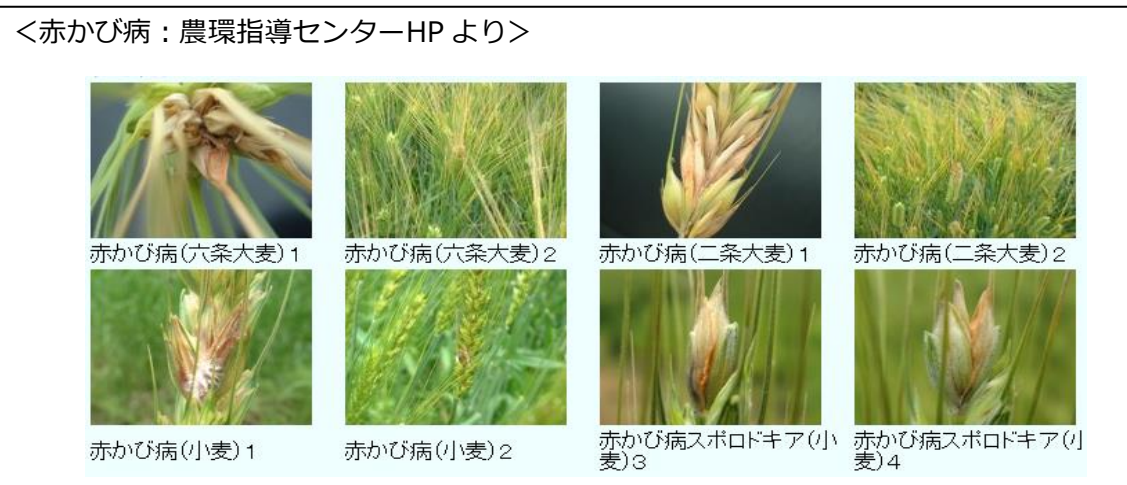 ＜赤かび病：農環指導センターHP より＞
赤かび病(六条大麦)1
赤かび病(六条大麦)2
赤かび病(二条大麦)1
赤かび病(二条大麦)2
赤かび病(小麦)1
赤かび病(小麦)2
赤かび病スポロドキア(小
麦)3
赤かび病スポロドキア(小
麦)4